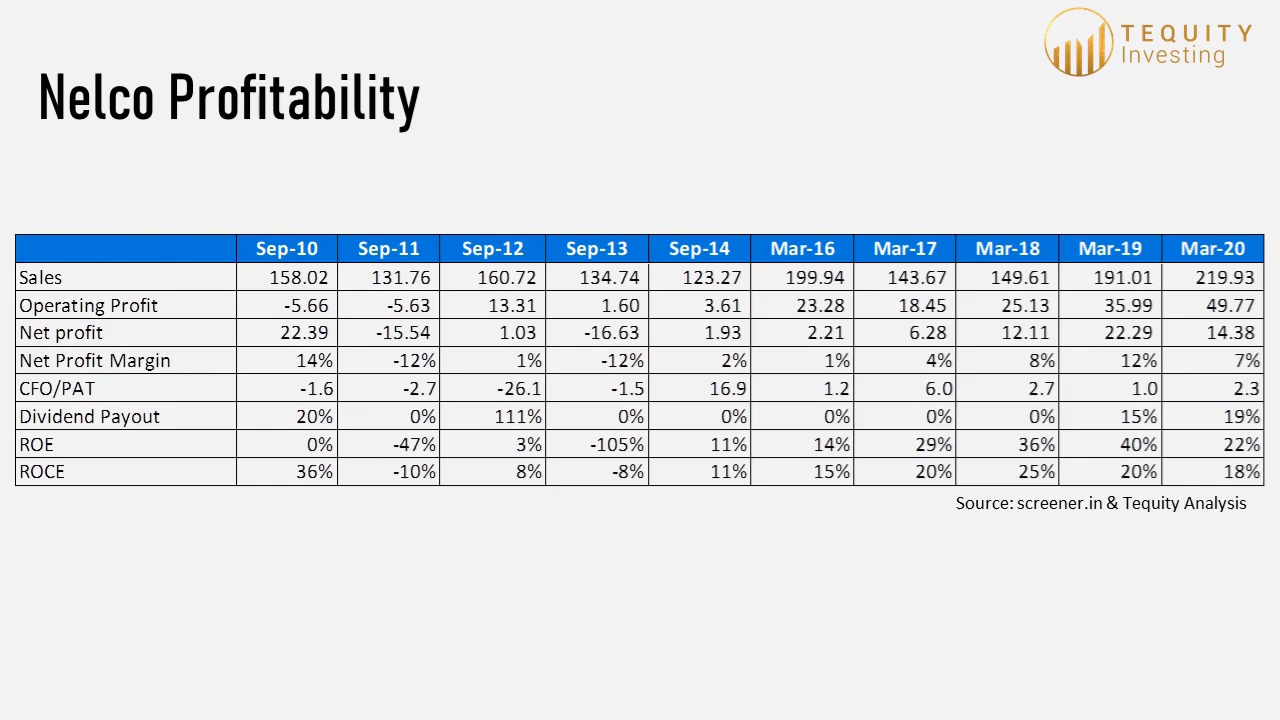 TEQUITY
Investing
Nelco Profitability
Sep-10 Sep-11 Sep-12 Sep-13 Sep-14 Mar-16 Mar-17 Mar-18 Mar-19 Mar-20
Sales 158.02 131.76 160.72 134.74 123.27 199.94 143.67 149.61 191.01 219.93
Operating Profit -5.66 -5.63 13.31 1.60 3.61 23.28 18.45 25.13 35.99 49.77
Net profit 22.39 -15.54 1.03 -16.63 1.93 2.21 6.28 12.11 22.29 14.38
Net Profit Margin 14% -12% 1% -12% 2% 1% 4% 8% 12% 7%
CFO/PAT -1.6 -2.7 -26.1 -1.5 16.9 1.2 6.0 2.7 1.0 2.3
Dividend Payout 20% 0% 111% 0% 0% 0% 0% 0% 15% 19%
ROE 0% -47% 3% -105% 11% 14% 29% 36% 40% 22%
ROCE 36% -10% 8% -8% 11% 15% 20% 25% 20% 18%
Source: screener.in & Tequity Analysis